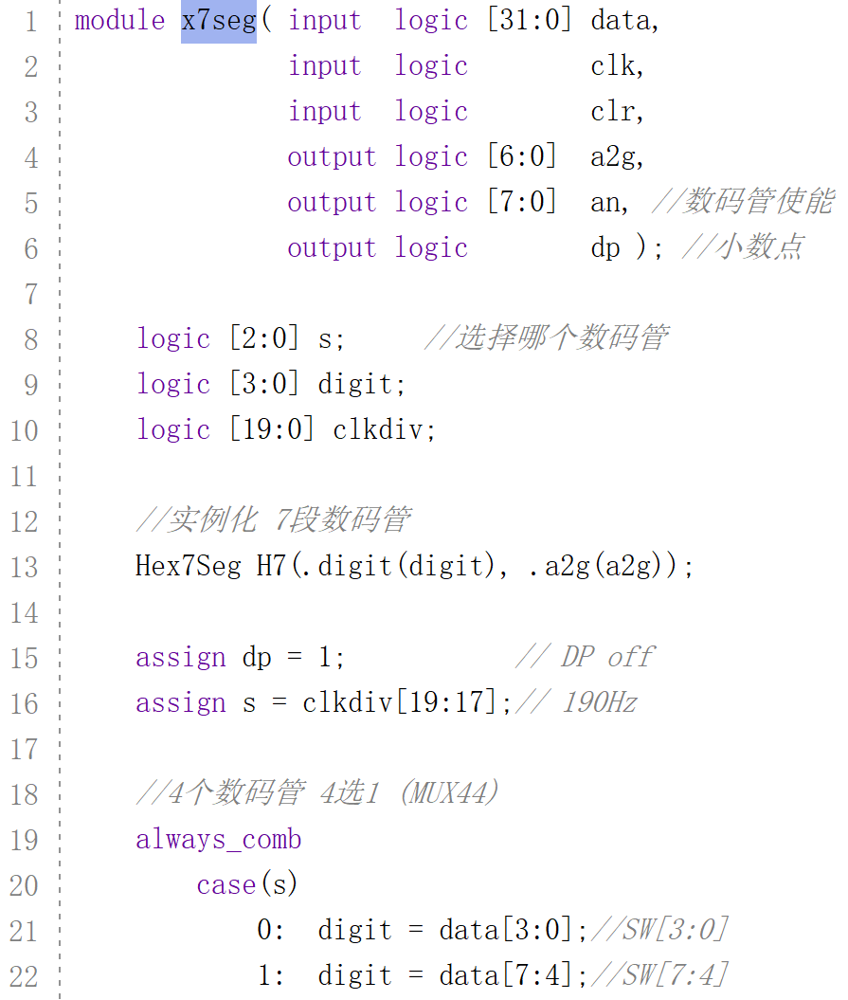 1 module x7seg( input logic [31:0] data,
2 input logic clk,
3 input logic clr,
4 output logic [6:0] a2g,
5 output logic [7:0] an, //数码管使能
6 output logic dp ); //小数点
7
8 logic [2:0] s; //选择哪个数码管
9 logic [3:0] digit;
10 logic [19:0] clkdiv;
11
12 //实例化 7段数码管
13 Hex7Seg H7(.digit(digit), .a2g(a2g));
14
15 assign dp = 1; // DP off
16 assign s = clkdiv[19:17];// 190Hz
17
18 //4个数码管 4选1 (MUX44)
19 always_comb
20 case(s)
21 0: digit = data[3:0];//SW[3:0]
22 1: digit = data[7:4];//SW[7:4]